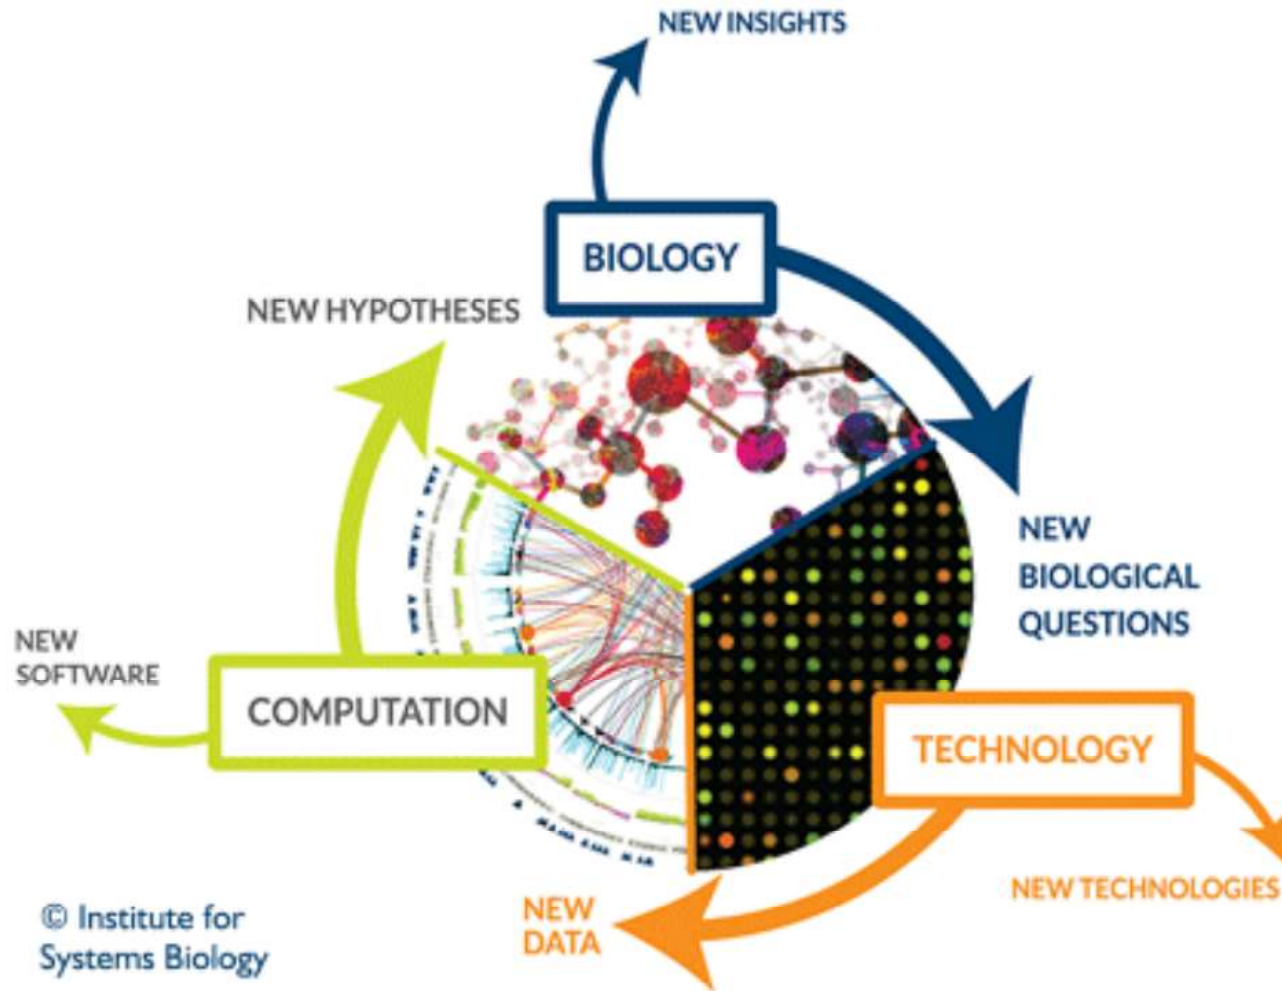 NEW INSIGHTS
BIOLOGY
NEW HYPOTHESES
NEW
BIOLOGICAL
QUESTIONS
NEW
SOFTWARE
COMPUTATION
TECHNOLOGY
NEW TECHNOLOGIES
NEW
DATA
© Institute for
Systems Biology